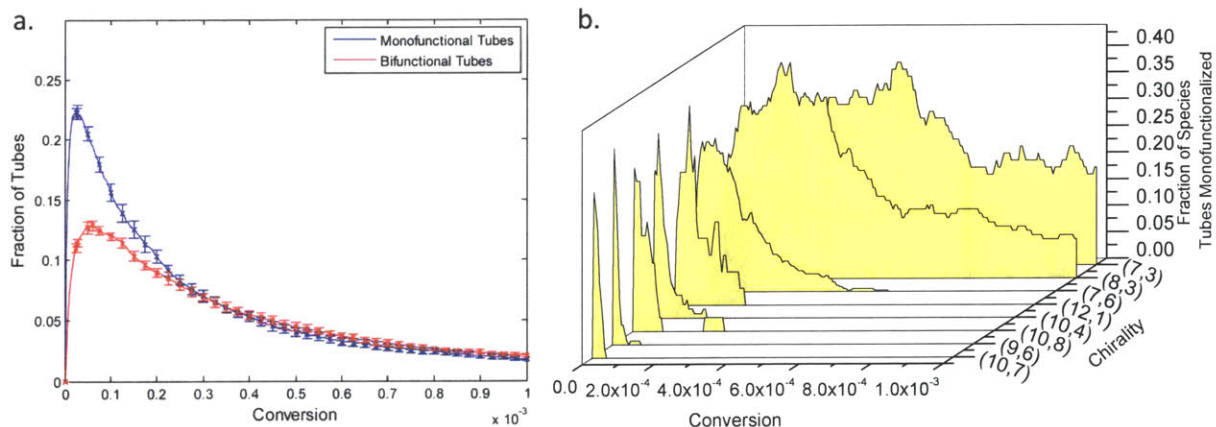 a.
Monofunctional Tubes
Bifunctional Tubes
0.25
0.2
0.15
0.1
0.05
0
Fraction of Tubes
0
0.1
0.2
0.3
0.4
0.5
0.6
0.7
0.8
0.9
1
x 10⁻³
Conversion
b.
0.40
0.35
0.30
0.25
0.20
0.15
0.10
0.05
0.00
Fraction of Species
Tubes Monofunctionalized
(7,3)
(8,3)
(7,6)
(12,1)
(10,4)
(10,8)
(9,6)
(10,7)
Chirality
0.0
2.0x10⁻⁴
4.0x10⁻⁴
6.0x10⁻⁴
8.0x10⁻⁴
1.0x10⁻³
Conversion